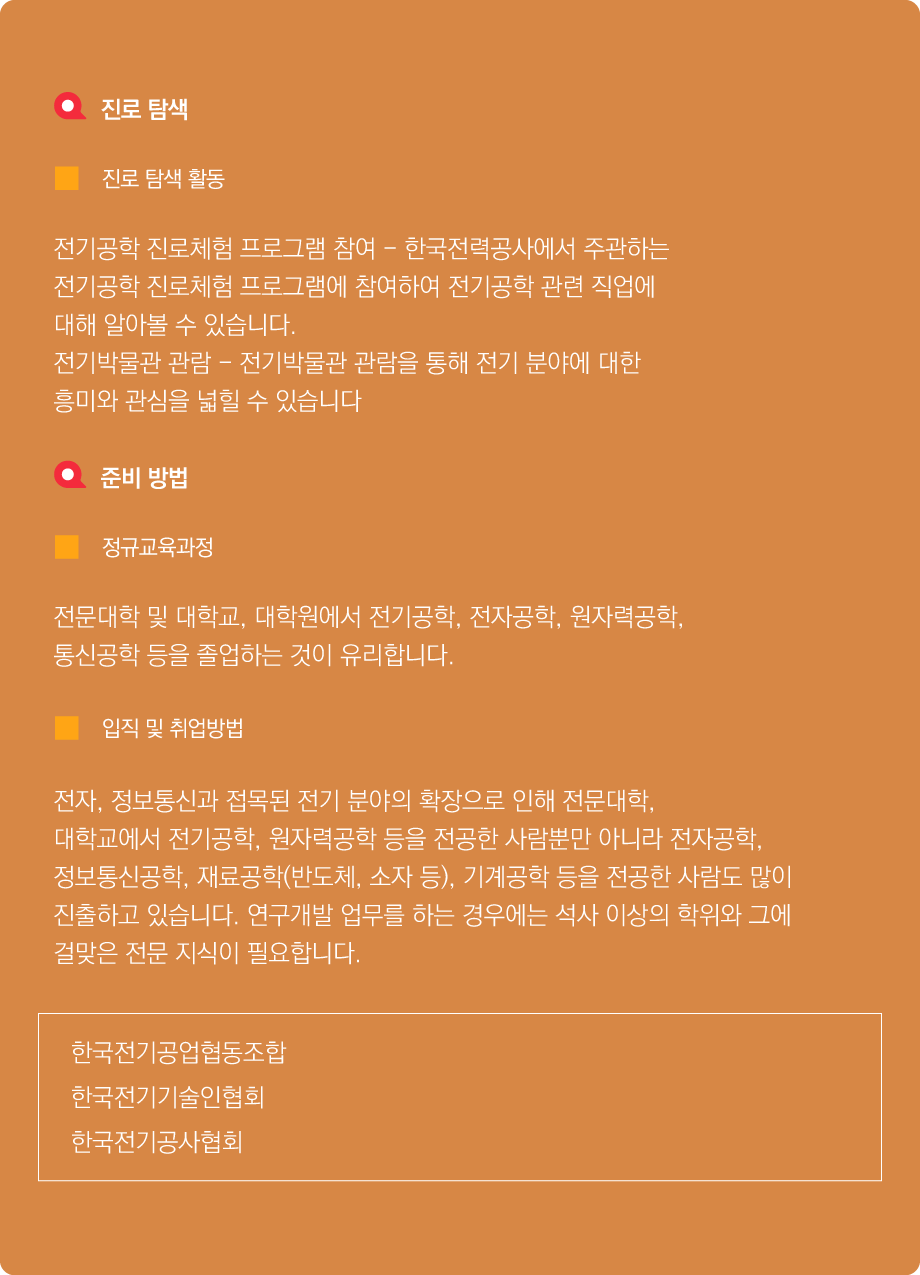 진로 탐색
진로 탐색 활동
전기공학 진로체험 프로그램 참여 – 한국전력공사에서 주관하는
전기공학 진로체험 프로그램에 참여하여 전기공학 관련 직업에
대해 알아볼 수 있습니다.
전기박물관 관람 – 전기박물관 관람을 통해 전기 분야에 대한
흥미와 관심을 넓힐 수 있습니다
준비 방법
정규교육과정
전문대학 및 대학교, 대학원에서 전기공학, 전자공학, 원자력공학,
통신공학 등을 졸업하는 것이 유리합니다.
입직 및 취업방법
전자, 정보통신과 접목된 전기 분야의 확장으로 인해 전문대학,
대학교에서 전기공학, 원자력공학 등을 전공한 사람뿐만 아니라 전자공학,
정보통신공학, 재료공학(반도체, 소자 등), 기계공학 등을 전공한 사람도 많이
진출하고 있습니다. 연구개발 업무를 하는 경우에는 석사 이상의 학위와 그에
걸맞은 전문 지식이 필요합니다.
한국전기공업협동조합
한국전기기술인협회
한국전기공사협회